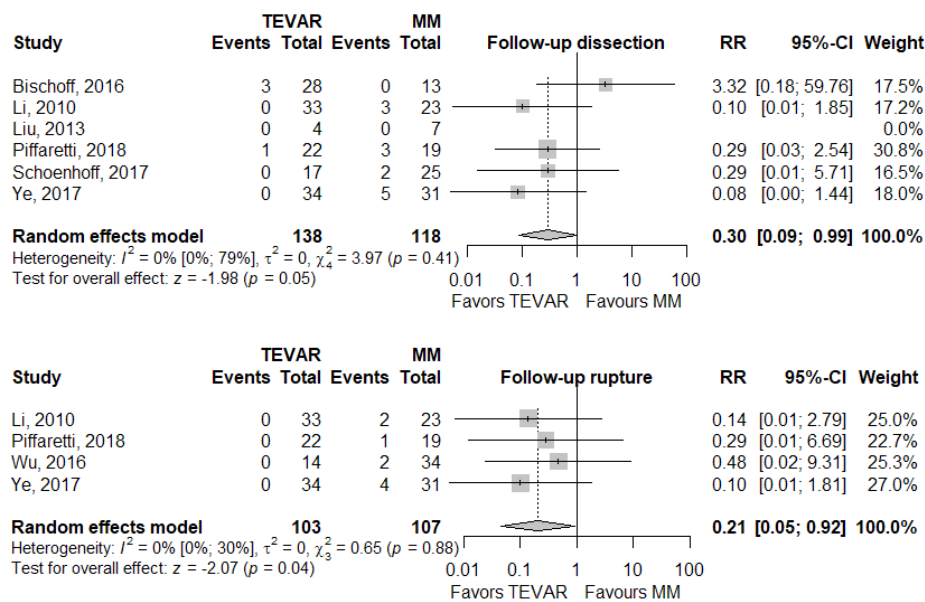 TEVAR MM
Study Events Total Events Total Follow-up dissection RR 95%-CI Weight
Bischoff, 2016 3 28 0 13 3.32 [0.18; 59.76] 17.5%
Li, 2010 0 33 3 23 0.10 [0.01; 1.85] 17.2%
Liu, 2013 0 4 0 7 0.0%
Piffaretti, 2018 1 22 3 19 0.29 [0.03; 2.54] 30.8%
Schoenhoff, 2017 0 17 2 25 0.29 [0.01; 5.71] 16.5%
Ye, 2017 0 34 5 31 0.08 [0.00; 1.44] 18.0%
Random effects model 138 118 0.30 [0.09; 0.99] 100.0%
Heterogeneity: I² = 0% [0%; 79%], τ² = 0, χ²₄ = 3.97 (p = 0.41)
Test for overall effect: z = -1.98 (p = 0.05)
0.01 0.1 1 10 100
Favors TEVAR Favours MM
TEVAR MM
Study Events Total Events Total Follow-up rupture RR 95%-CI Weight
Li, 2010 0 33 2 23 0.14 [0.01; 2.79] 25.0%
Piffaretti, 2018 0 22 1 19 0.29 [0.01; 6.69] 22.7%
Wu, 2016 0 14 2 34 0.48 [0.02; 9.31] 25.3%
Ye, 2017 0 34 4 31 0.10 [0.01; 1.81] 27.0%
Random effects model 103 107 0.21 [0.05; 0.92] 100.0%
Heterogeneity: I² = 0% [0%; 30%], τ² = 0, χ²₃ = 0.65 (p = 0.88)
Test for overall effect: z = -2.07 (p = 0.04)
0.01 0.1 1 10 100
Favors TEVAR Favours MM